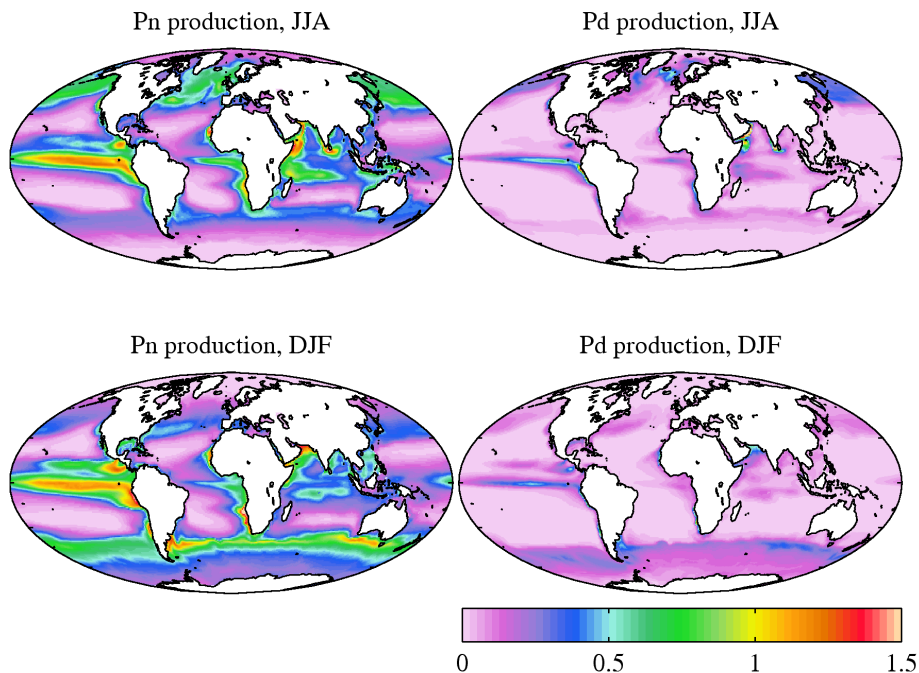 Pn production, JJA
Pd production, JJA
Pn production, DJF
Pd production, DJF
0 0.5 1 1.5